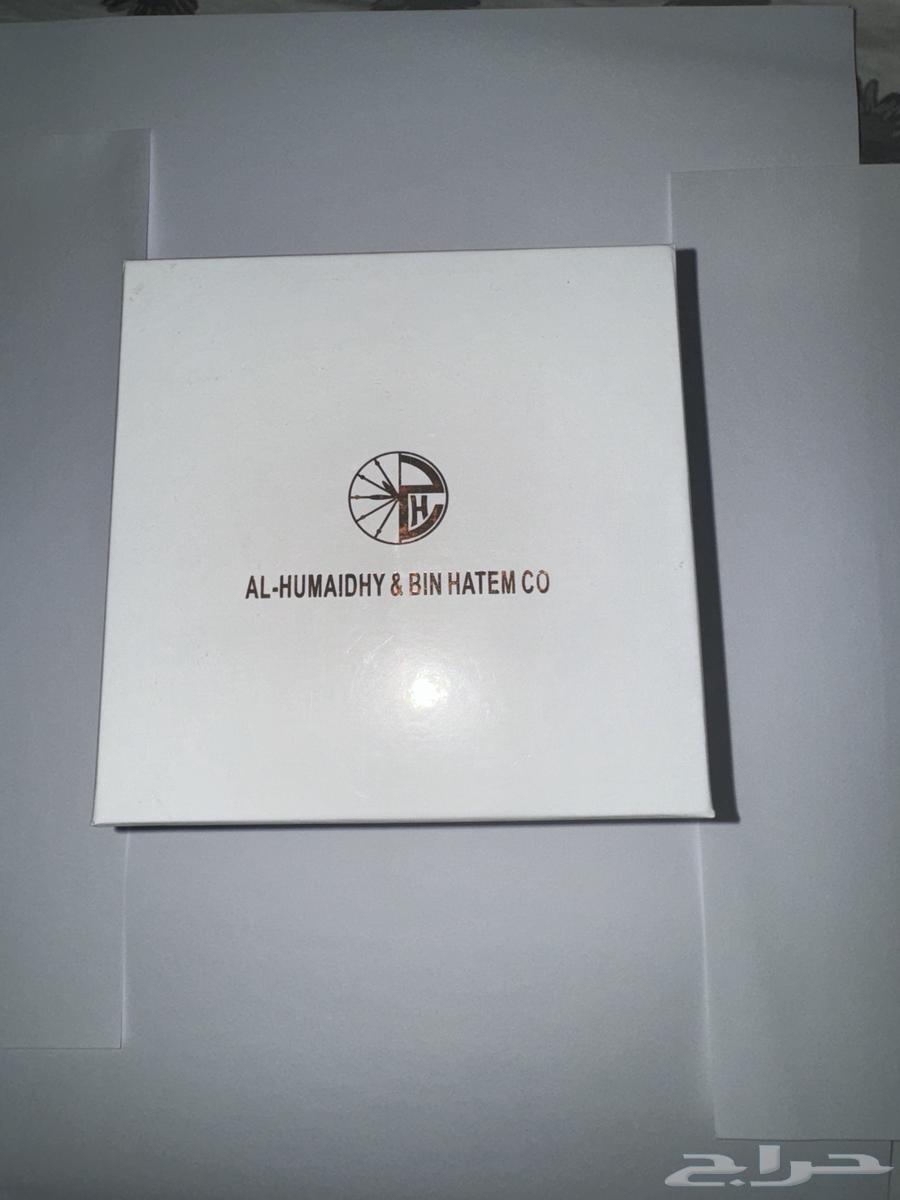 H
AL-HUMAIDHY & BIN HATEM CO
حراج